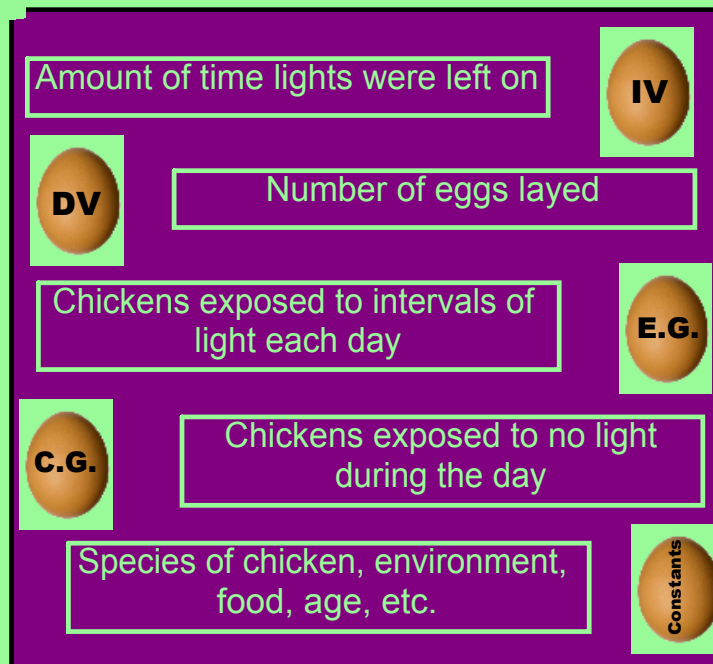 Amount of time lights were left on
IV
DV
Number of eggs layed
Chickens exposed to intervals of
light each day
E.G.
C.G.
Chickens exposed to no light
during the day
Species of chicken, environment,
food, age, etc.
Constants